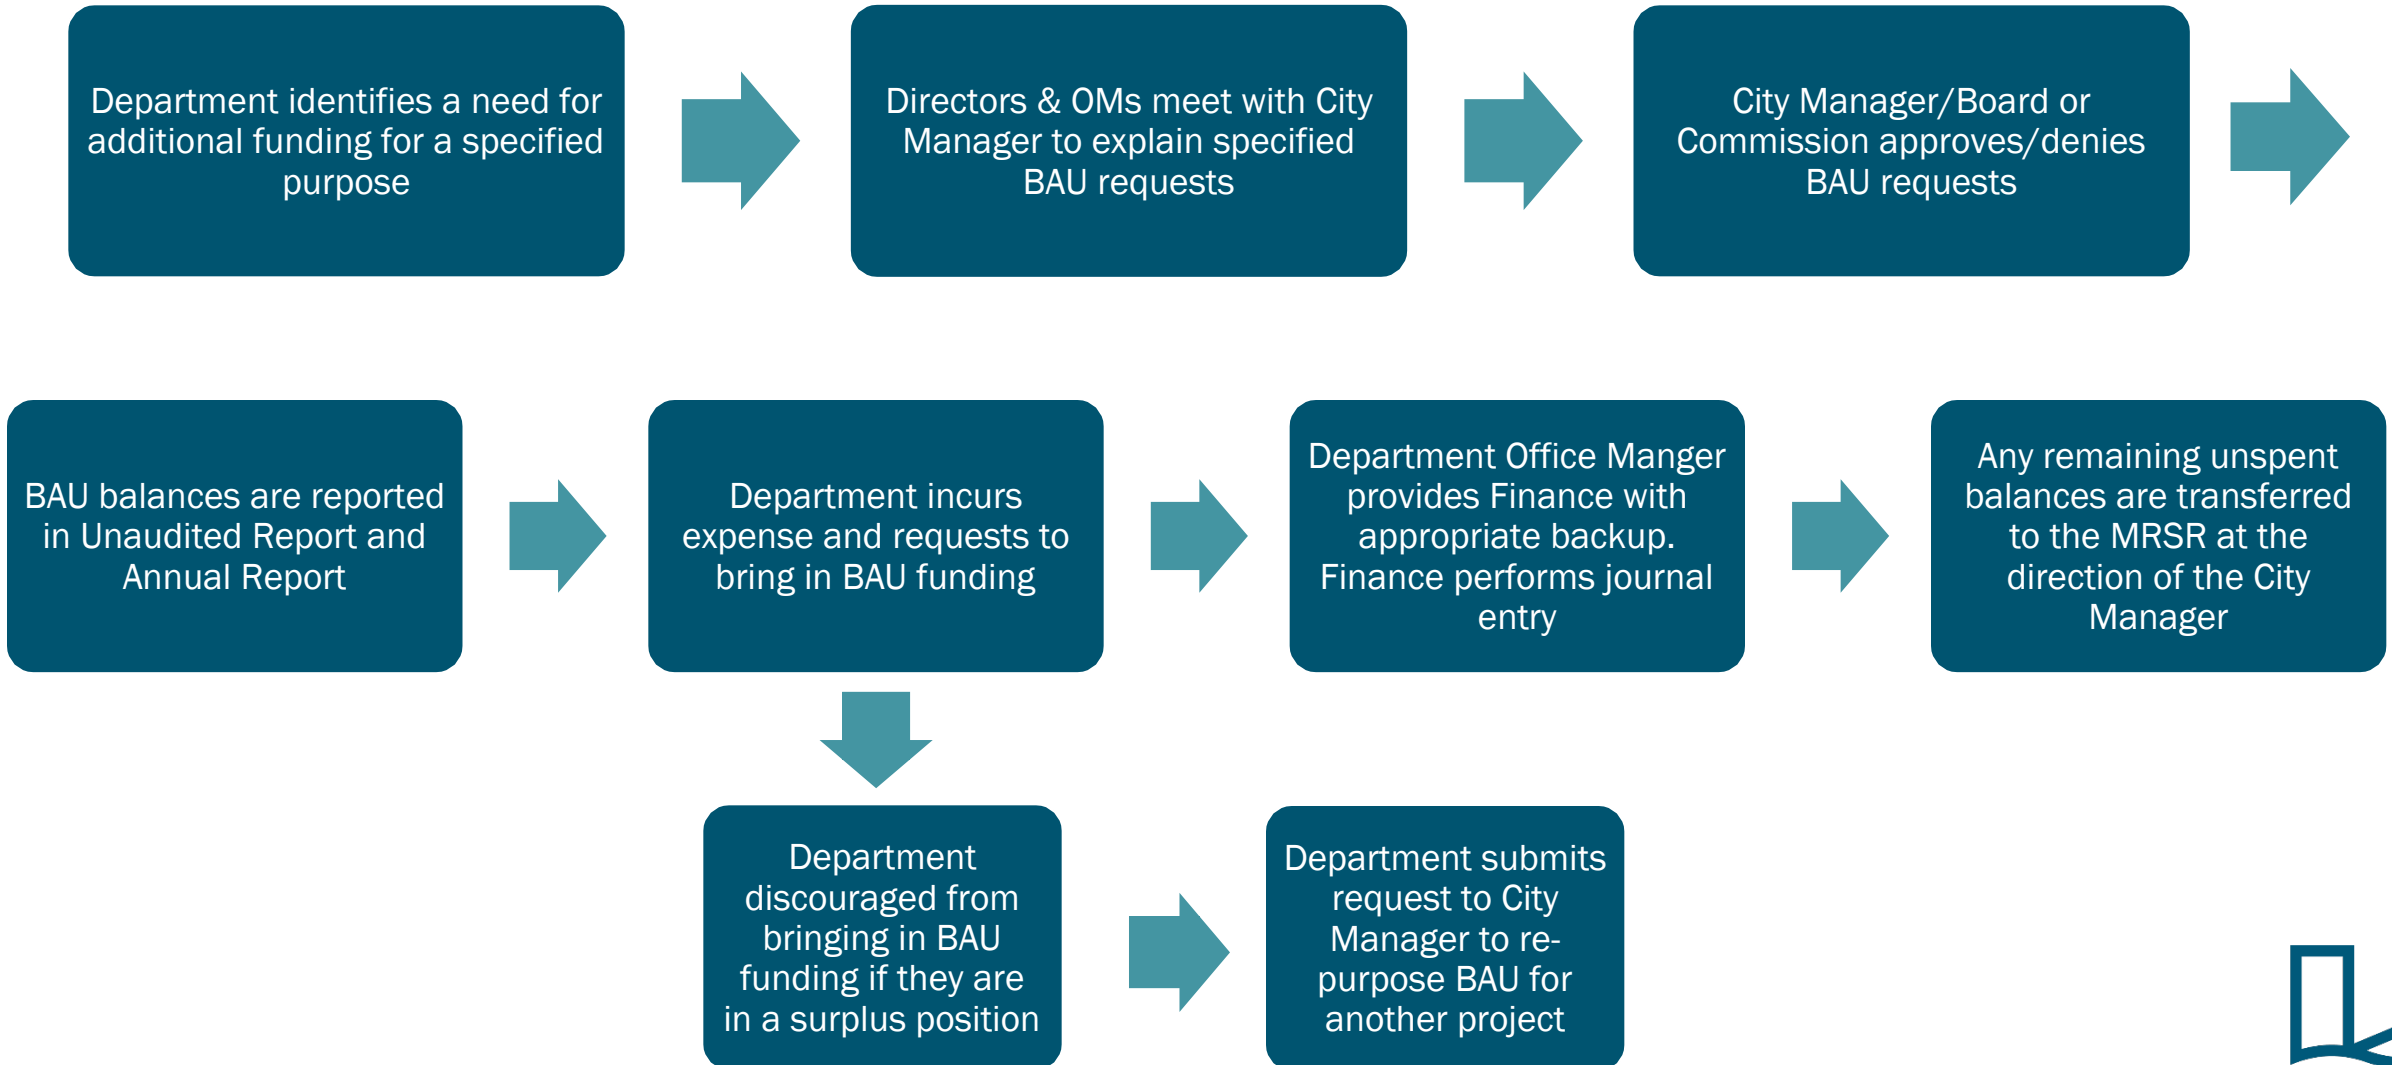 Department identifies a need for
additional funding for a specified
purpose
Directors & OMs meet with City
Manager to explain specified
BAU requests
City Manager/Board or
Commission approves/denies
BAU requests
BAU balances are reported
in Unaudited Report and
Annual Report
Department incurs
expense and requests to
bring in BAU funding
Department Office Manger
provides Finance with
appropriate backup.
Finance performs journal
entry
Any remaining unspent
balances are transferred
to the MRSR at the
direction of the City
Manager
Department
discouraged from
bringing in BAU
funding if they are
in a surplus position
Department submits
request to City
Manager to re-
purpose BAU for
another project